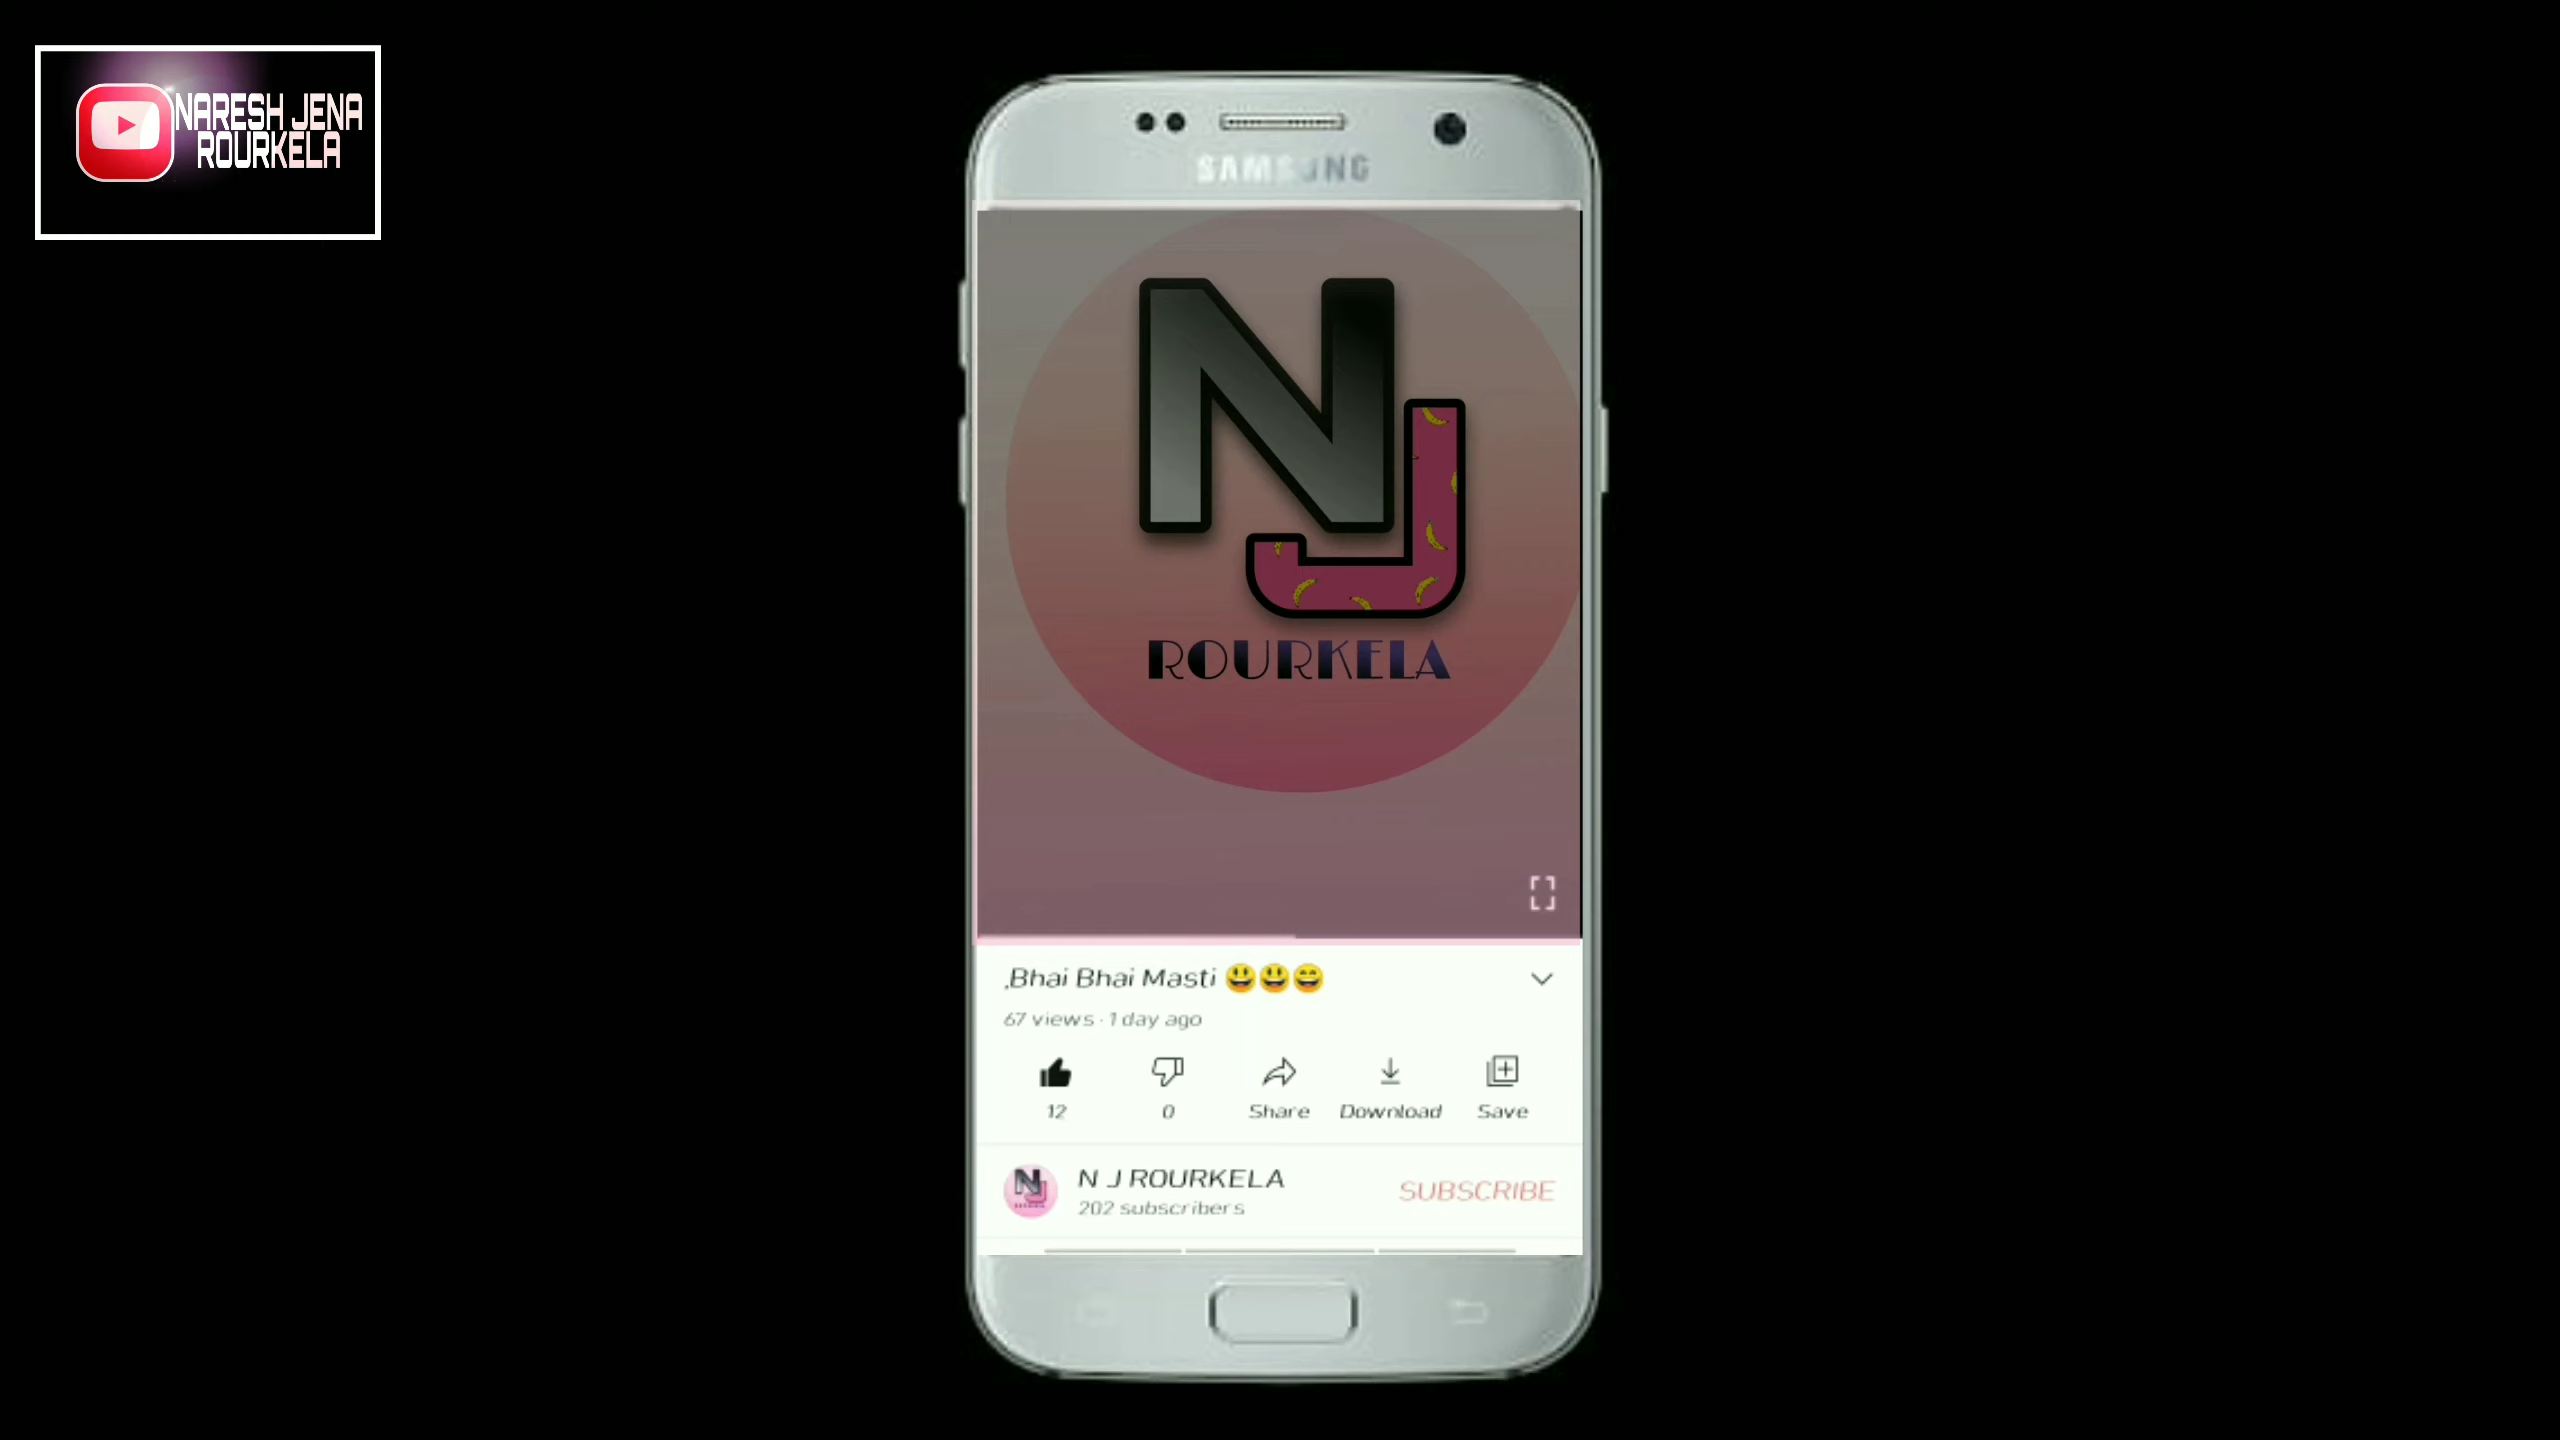 NARESH JENA
ROURKELA
SAMSUNG
NJ
ROURKELA
,Bhai Bhai Masti 😃😃😄
67 views · 1 day ago
12
0
Share
Download
Save
N J ROURKELA
202 subscribers
SUBSCRIBE